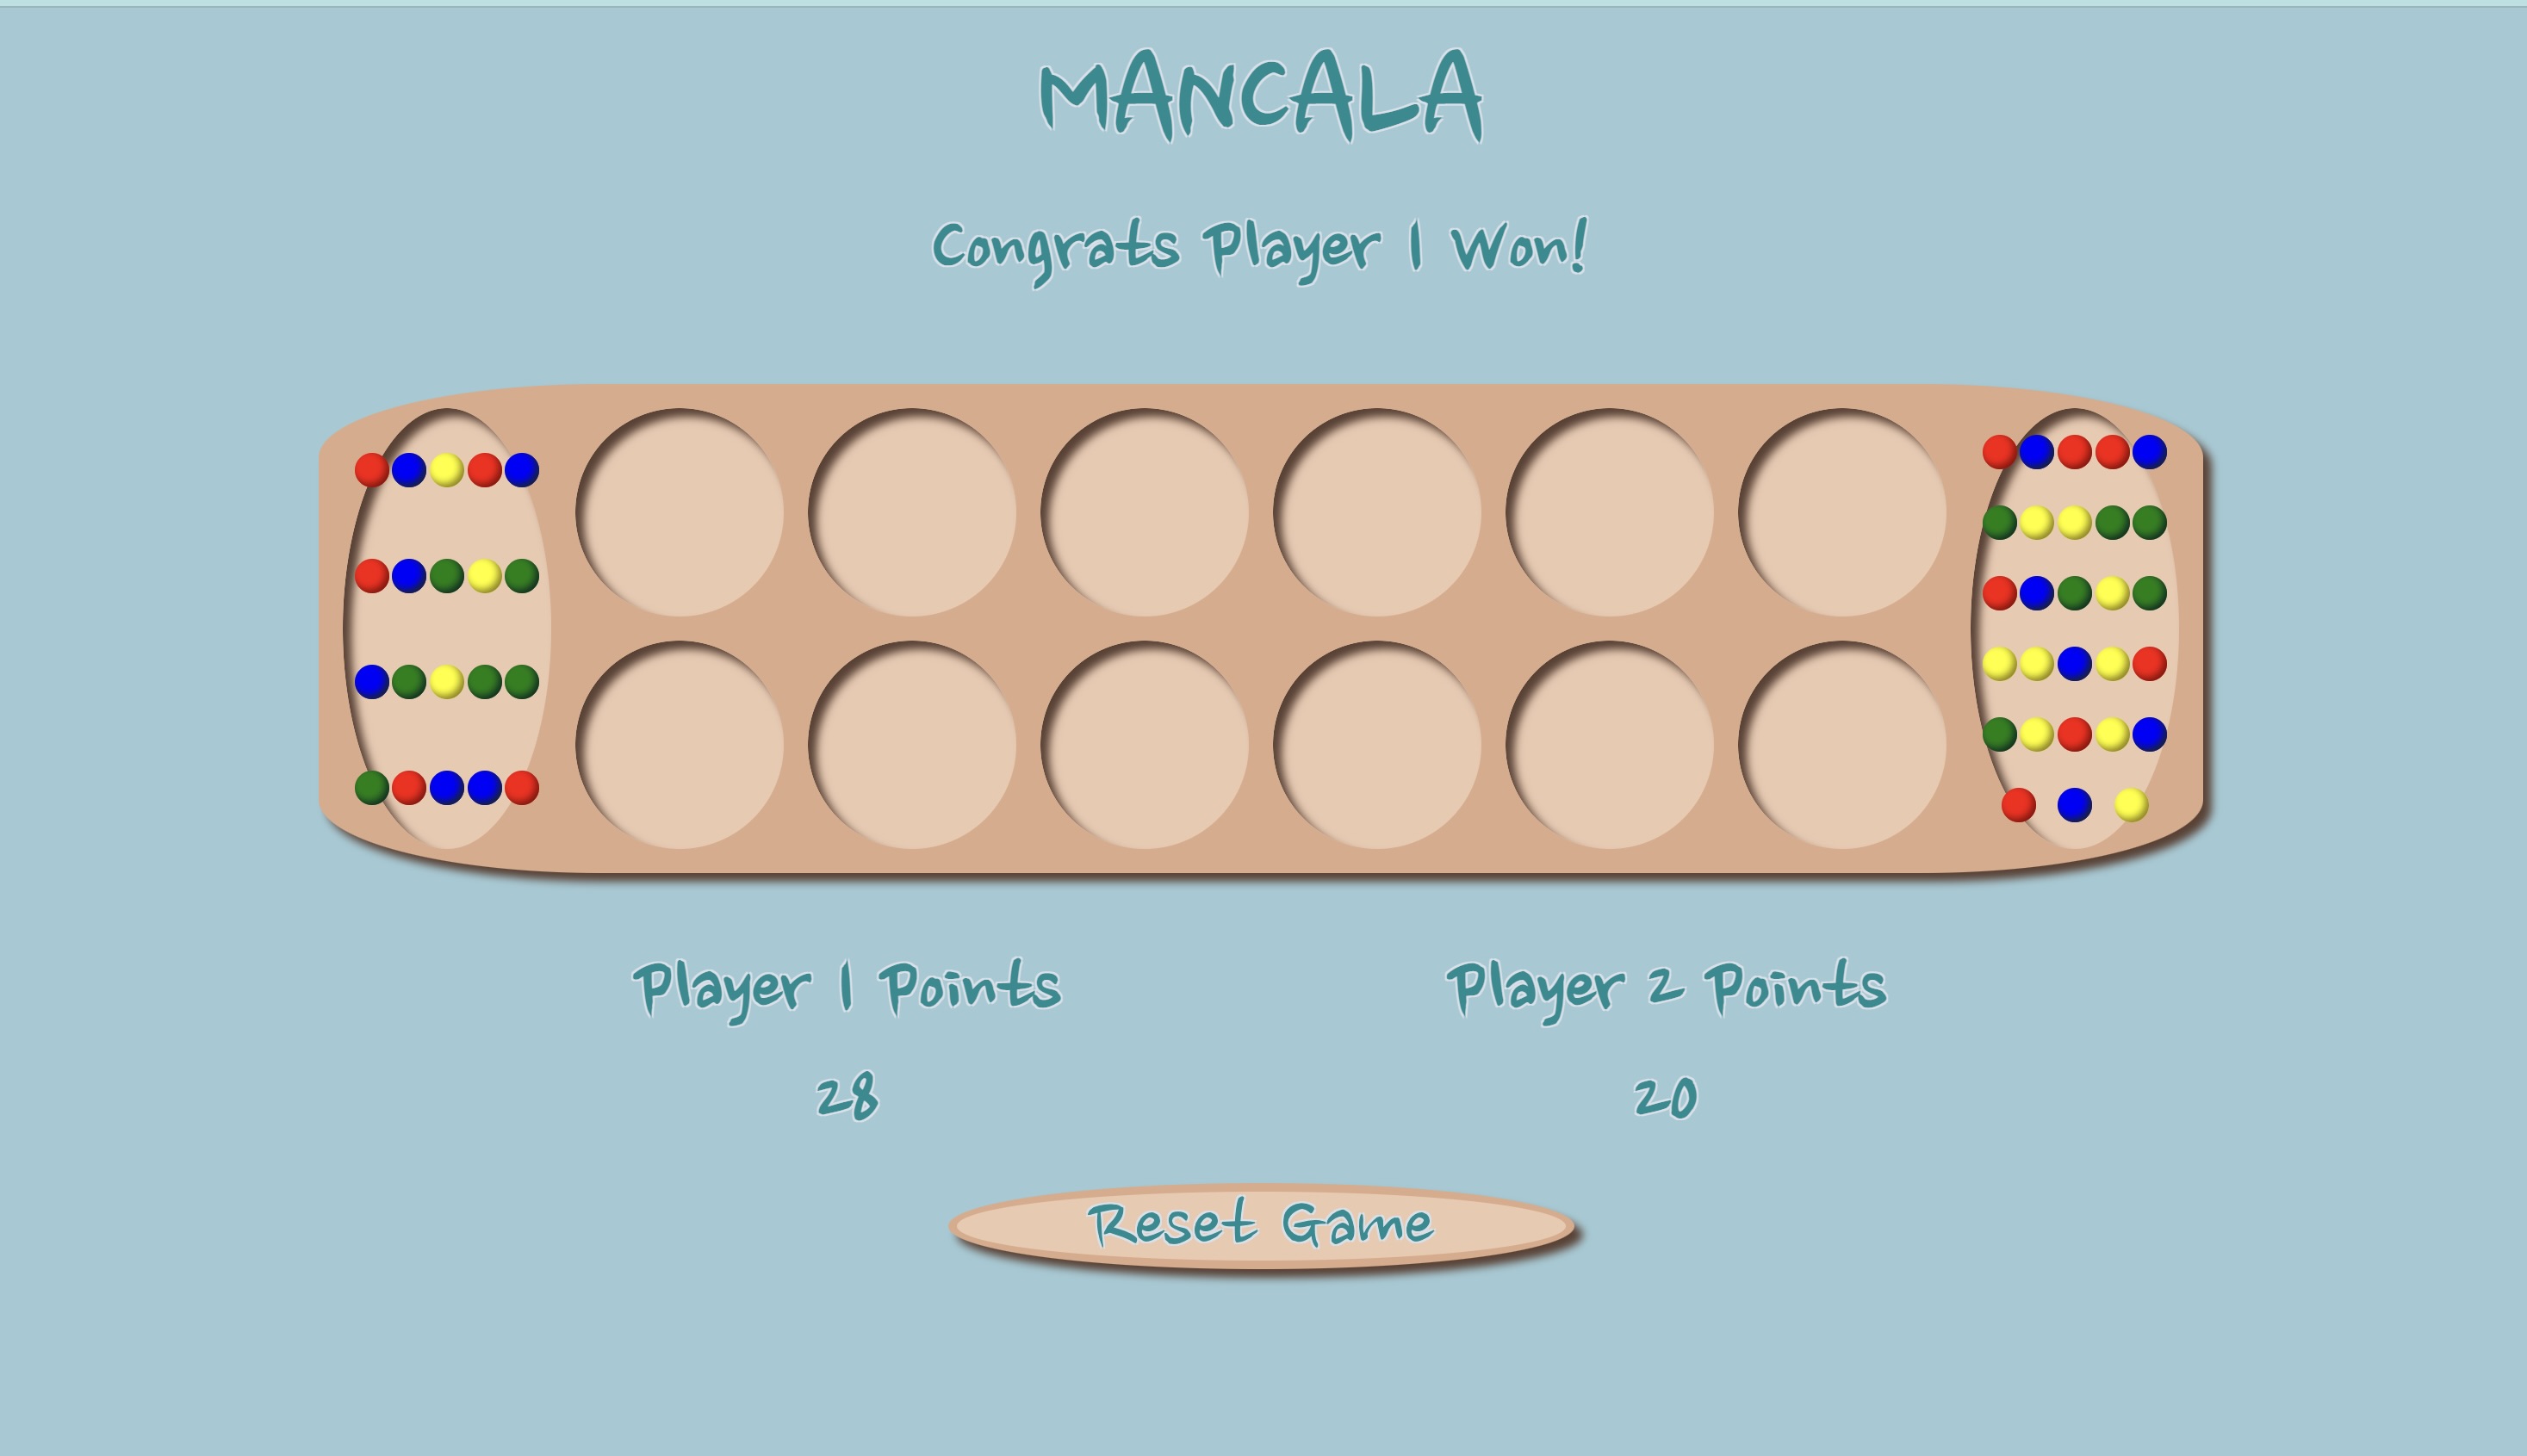 MANCALA
Congrats Player 1 Won!
Player 1 Points
Player 2 Points
28
20
Reset Game